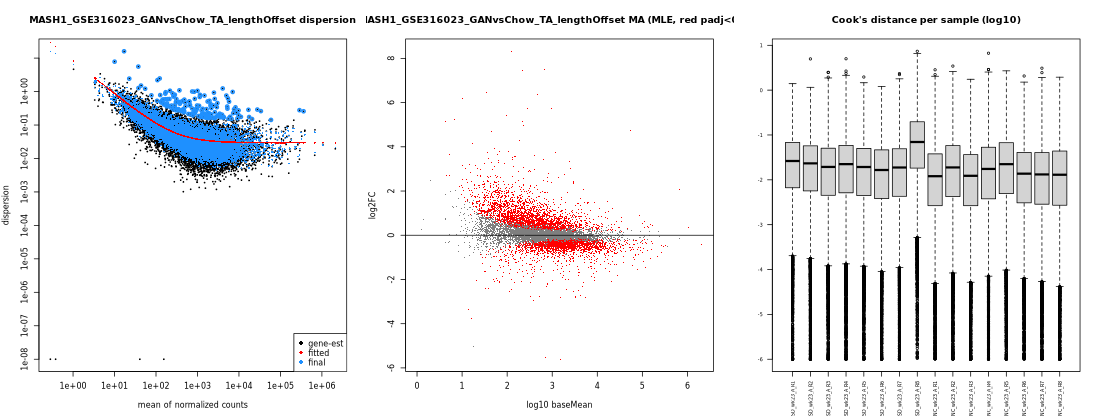 MASH1_GSE316023_GANvsChow_TA_lengthOffset dispersion
1e+00
1e-01
1e-02
1e-03
1e-04
1e-05
1e-06
1e-07
1e-08
dispersion
1e+00 1e+01 1e+02 1e+03 1e+04 1e+05 1e+06
mean of normalized counts
gene-est
fitted
final
MASH1_GSE316023_GANvsChow_TA_lengthOffset MA (MLE, red padj<0
8
6
4
2
0
-2
-4
-6
log2FC
0 1 2 3 4 5 6
log10 baseMean
Cook's distance per sample (log10)
1
0
-1
-2
-3
-4
-5
-6